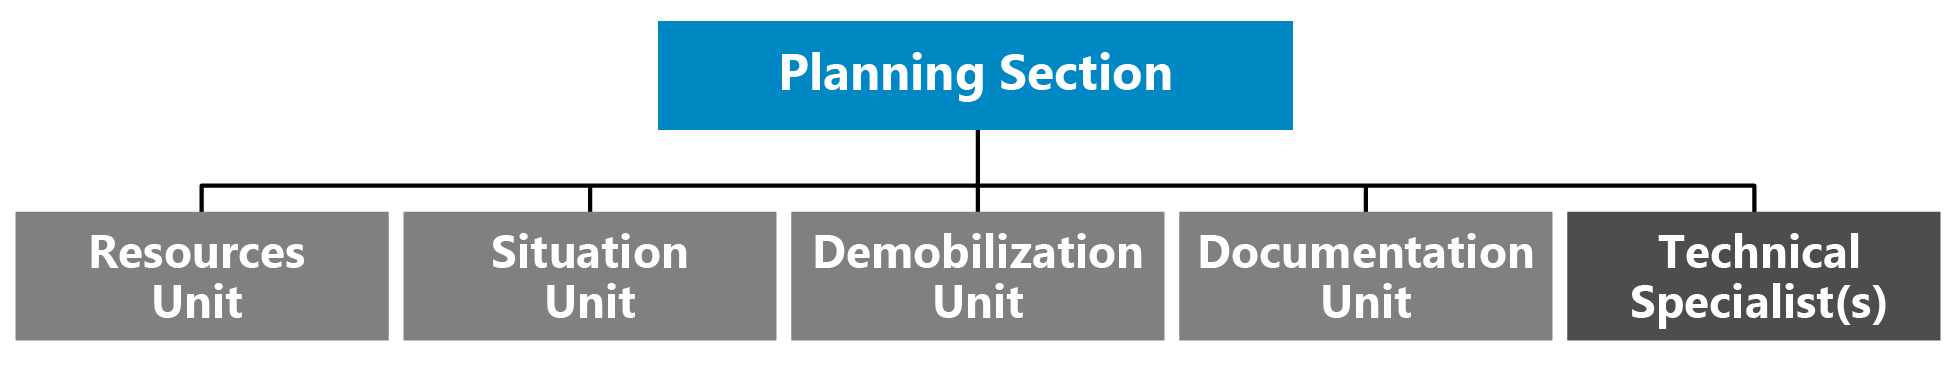 Planning Section
Resources
Unit
Situation
Unit
Demobilization
Unit
Documentation
Unit
Technical
Specialist(s)